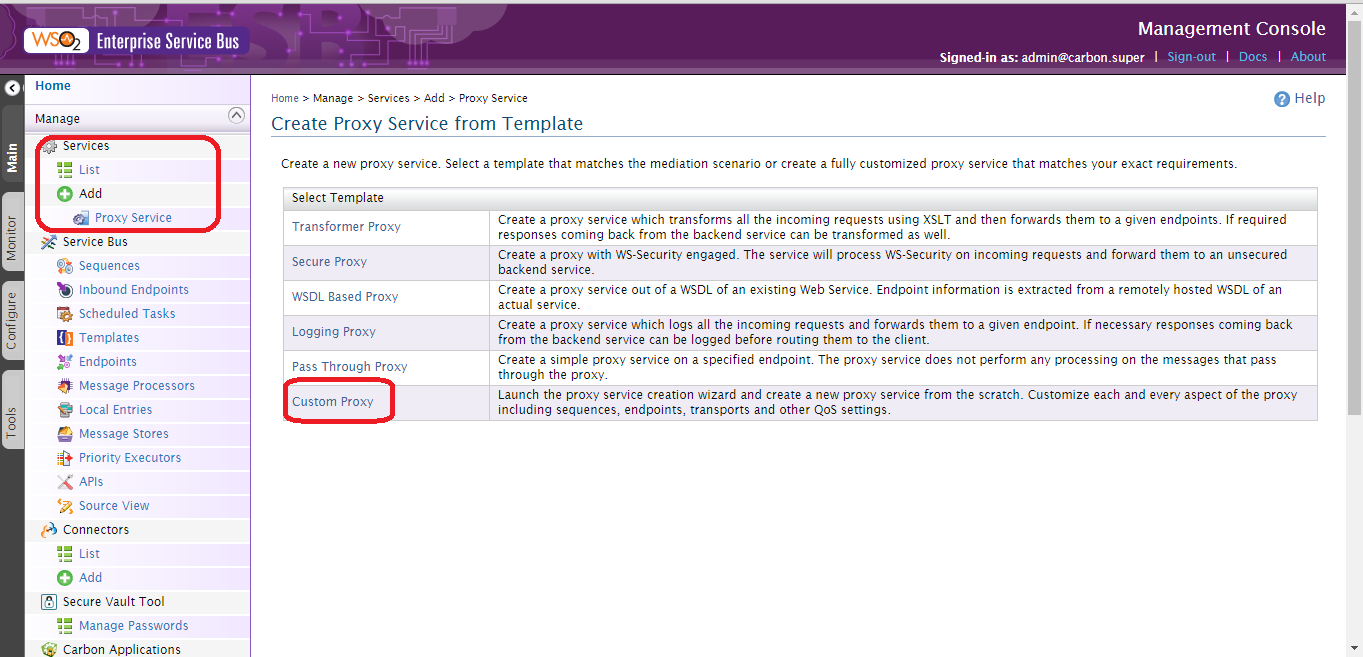 WSO2 Enterprise Service Bus
Management Console
Signed-in as: admin@carbon.super | Sign-out | Docs | About
Main
Monitor
Configure
Tools
Home
Manage
Services
List
Add
Proxy Service
Service Bus
Sequences
Inbound Endpoints
Scheduled Tasks
Templates
Endpoints
Message Processors
Local Entries
Message Stores
Priority Executors
APIs
Source View
Connectors
List
Add
Secure Vault Tool
Manage Passwords
Carbon Applications
Home > Manage > Services > Add > Proxy Service
Help
Create Proxy Service from Template
Create a new proxy service. Select a template that matches the mediation scenario or create a fully customized proxy service that matches your exact requirements.
Select Template
Transformer Proxy
Create a proxy service which transforms all the incoming requests using XSLT and then forwards them to a given endpoints. If required
responses coming back from the backend service can be transformed as well.
Secure Proxy
Create a proxy with WS-Security engaged. The service will process WS-Security on incoming requests and forward them to an unsecured
backend service.
WSDL Based Proxy
Create a proxy service out of a WSDL of an existing Web Service. Endpoint information is extracted from a remotely hosted WSDL of an
actual service.
Logging Proxy
Create a proxy service which logs all the incoming requests and forwards them to a given endpoint. If necessary responses coming back
from the backend service can be logged before routing them to the client.
Pass Through Proxy
Create a simple proxy service on a specified endpoint. The proxy service does not perform any processing on the messages that pass
through the proxy.
Custom Proxy
Launch the proxy service creation wizard and create a new proxy service from the scratch. Customize each and every aspect of the proxy
including sequences, endpoints, transports and other QoS settings.